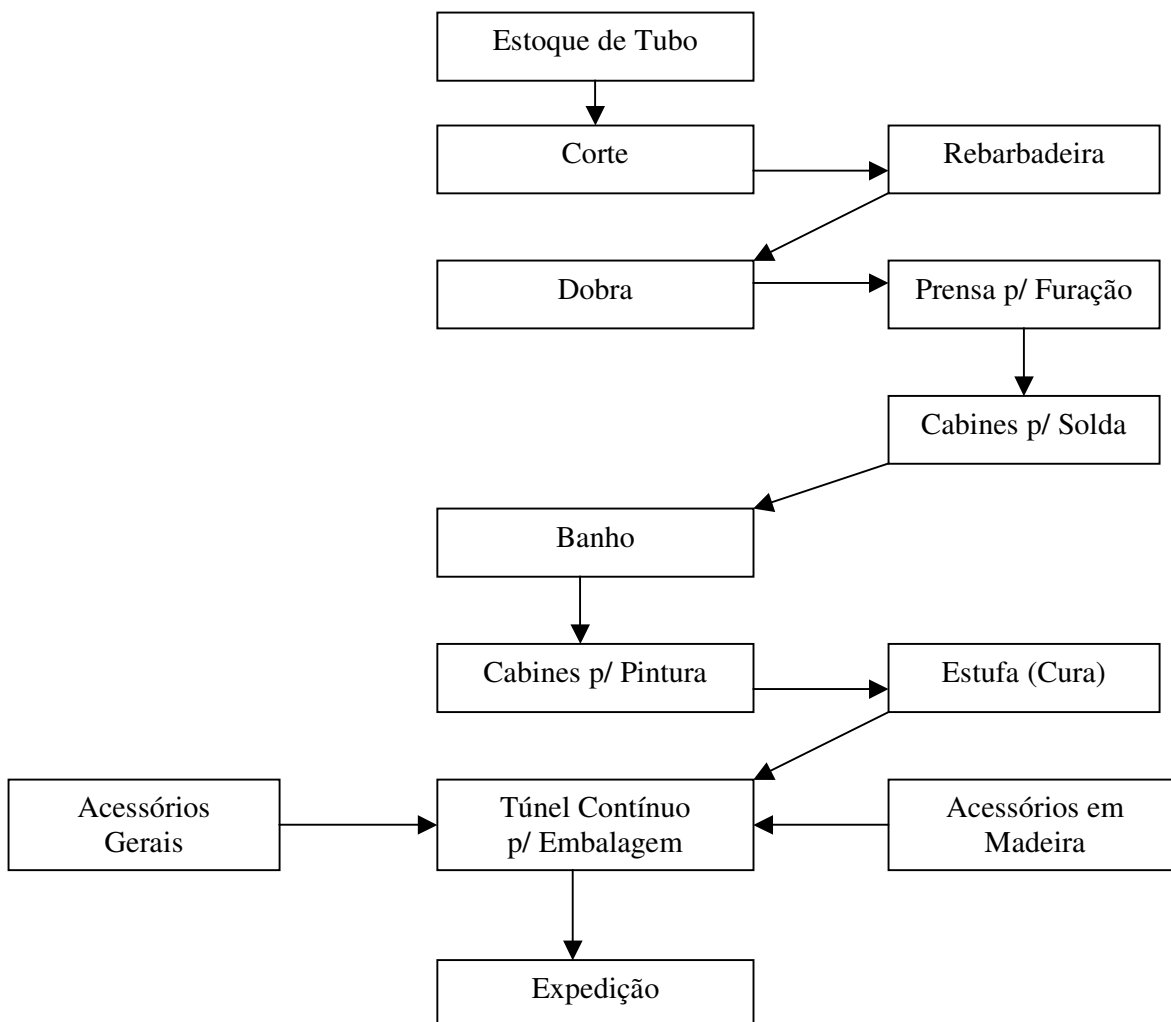 Estoque de Tubo
Corte
Rebarbadeira
Dobra
Prensa p/ Furação
Cabines p/ Solda
Banho
Cabines p/ Pintura
Estufa (Cura)
Acessórios
Gerais
Túnel Contínuo
p/ Embalagem
Acessórios em
Madeira
Expedição